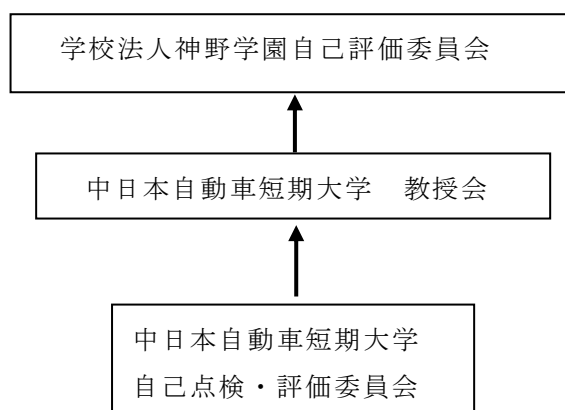 学校法人神野学園自己評価委員会
中日本自動車短期大学　教授会
中日本自動車短期大学
自己点検・評価委員会